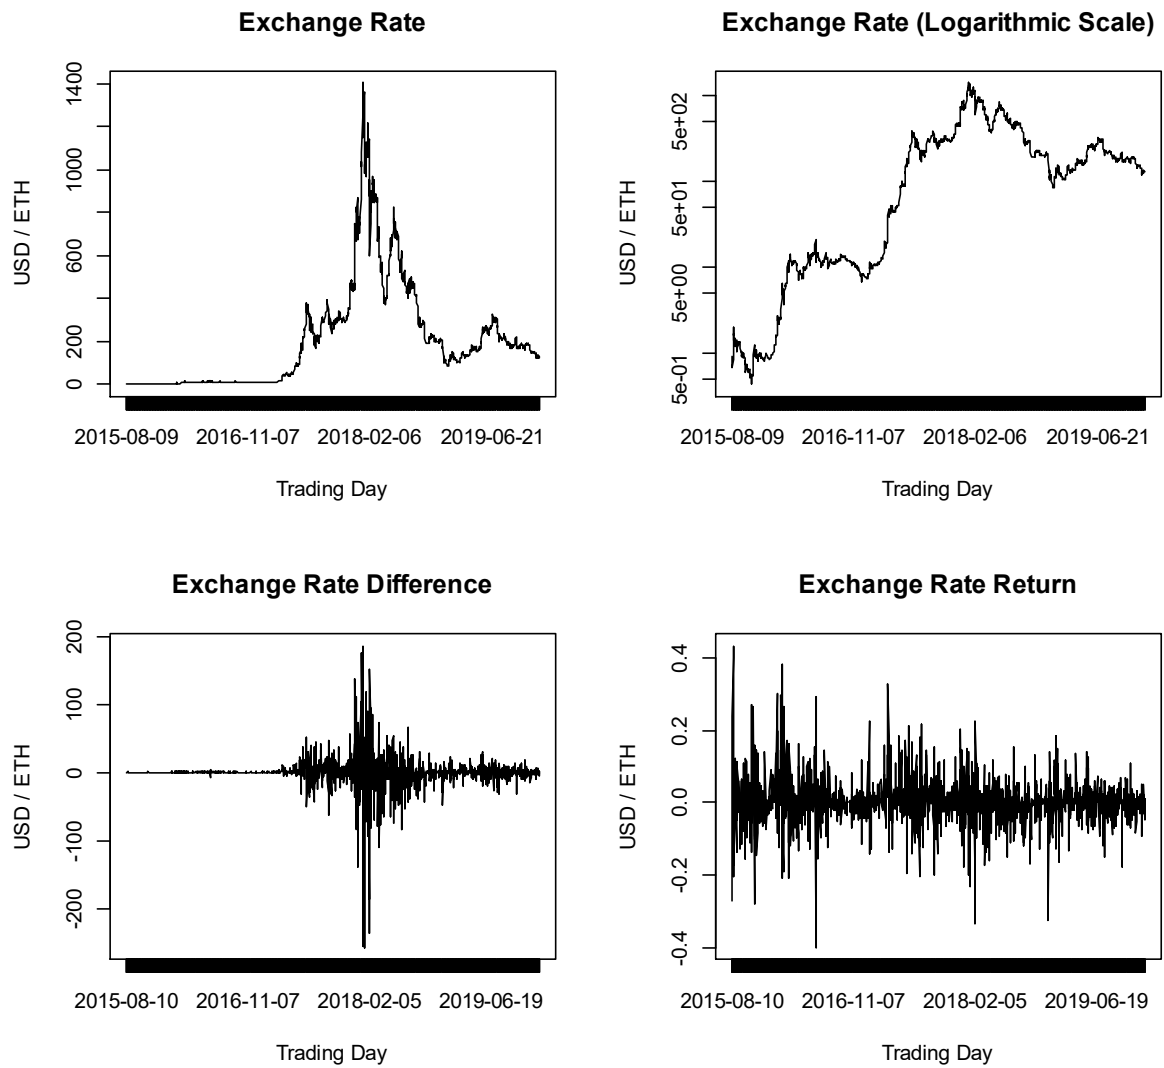 Exchange Rate
USD / ETH
1400
1000
600
200
0
2015-08-09 2016-11-07 2018-02-06 2019-06-21
Trading Day
Exchange Rate (Logarithmic Scale)
USD / ETH
5e+02
5e+01
5e+00
5e-01
2015-08-09 2016-11-07 2018-02-06 2019-06-21
Trading Day
Exchange Rate Difference
USD / ETH
200
100
0
-100
-200
2015-08-10 2016-11-07 2018-02-05 2019-06-19
Trading Day
Exchange Rate Return
USD / ETH
0.4
0.2
0.0
-0.2
-0.4
2015-08-10 2016-11-07 2018-02-05 2019-06-19
Trading Day